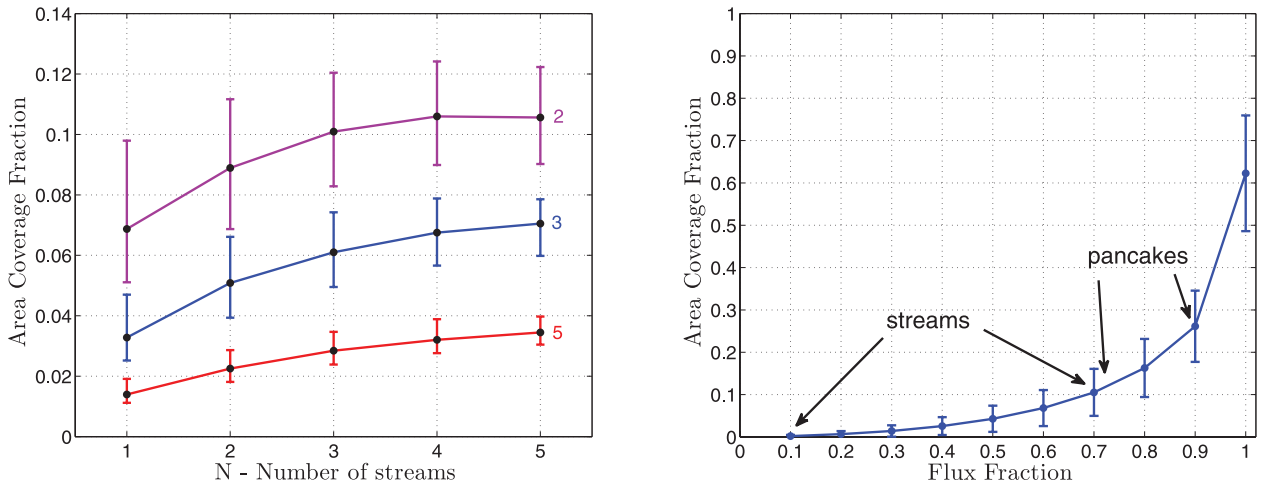 0.14
0.12
0.1
0.08
0.06
0.04
0.02
0
Area Coverage Fraction
2
3
5
1 2 3 4 5
N - Number of streams
1
0.9
0.8
0.7
0.6
0.5
0.4
0.3
0.2
0.1
0
Area Coverage Fraction
pancakes
streams
0 0.1 0.2 0.3 0.4 0.5 0.6 0.7 0.8 0.9 1
Flux Fraction